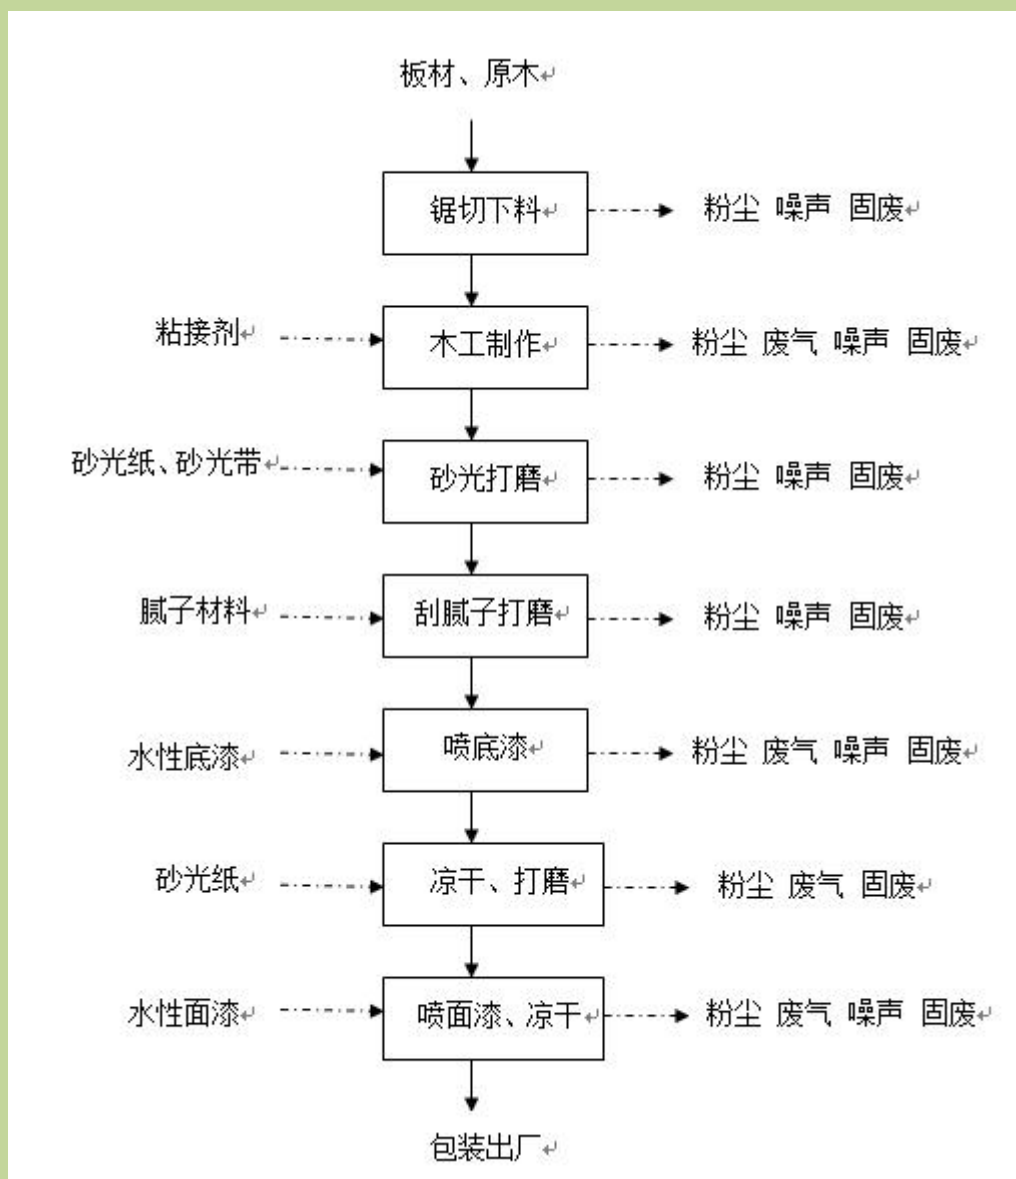 板材、原木
锯切下料
粉尘 噪声 固废
粘接剂
木工制作
粉尘 废气 噪声 固废
砂光纸、砂光带
砂光打磨
粉尘 噪声 固废
腻子材料
刮腻子打磨
粉尘 噪声 固废
水性底漆
喷底漆
粉尘 废气 噪声 固废
砂光纸
凉干、打磨
粉尘 废气 固废
水性面漆
喷面漆、凉干
粉尘 废气 噪声 固废
包装出厂